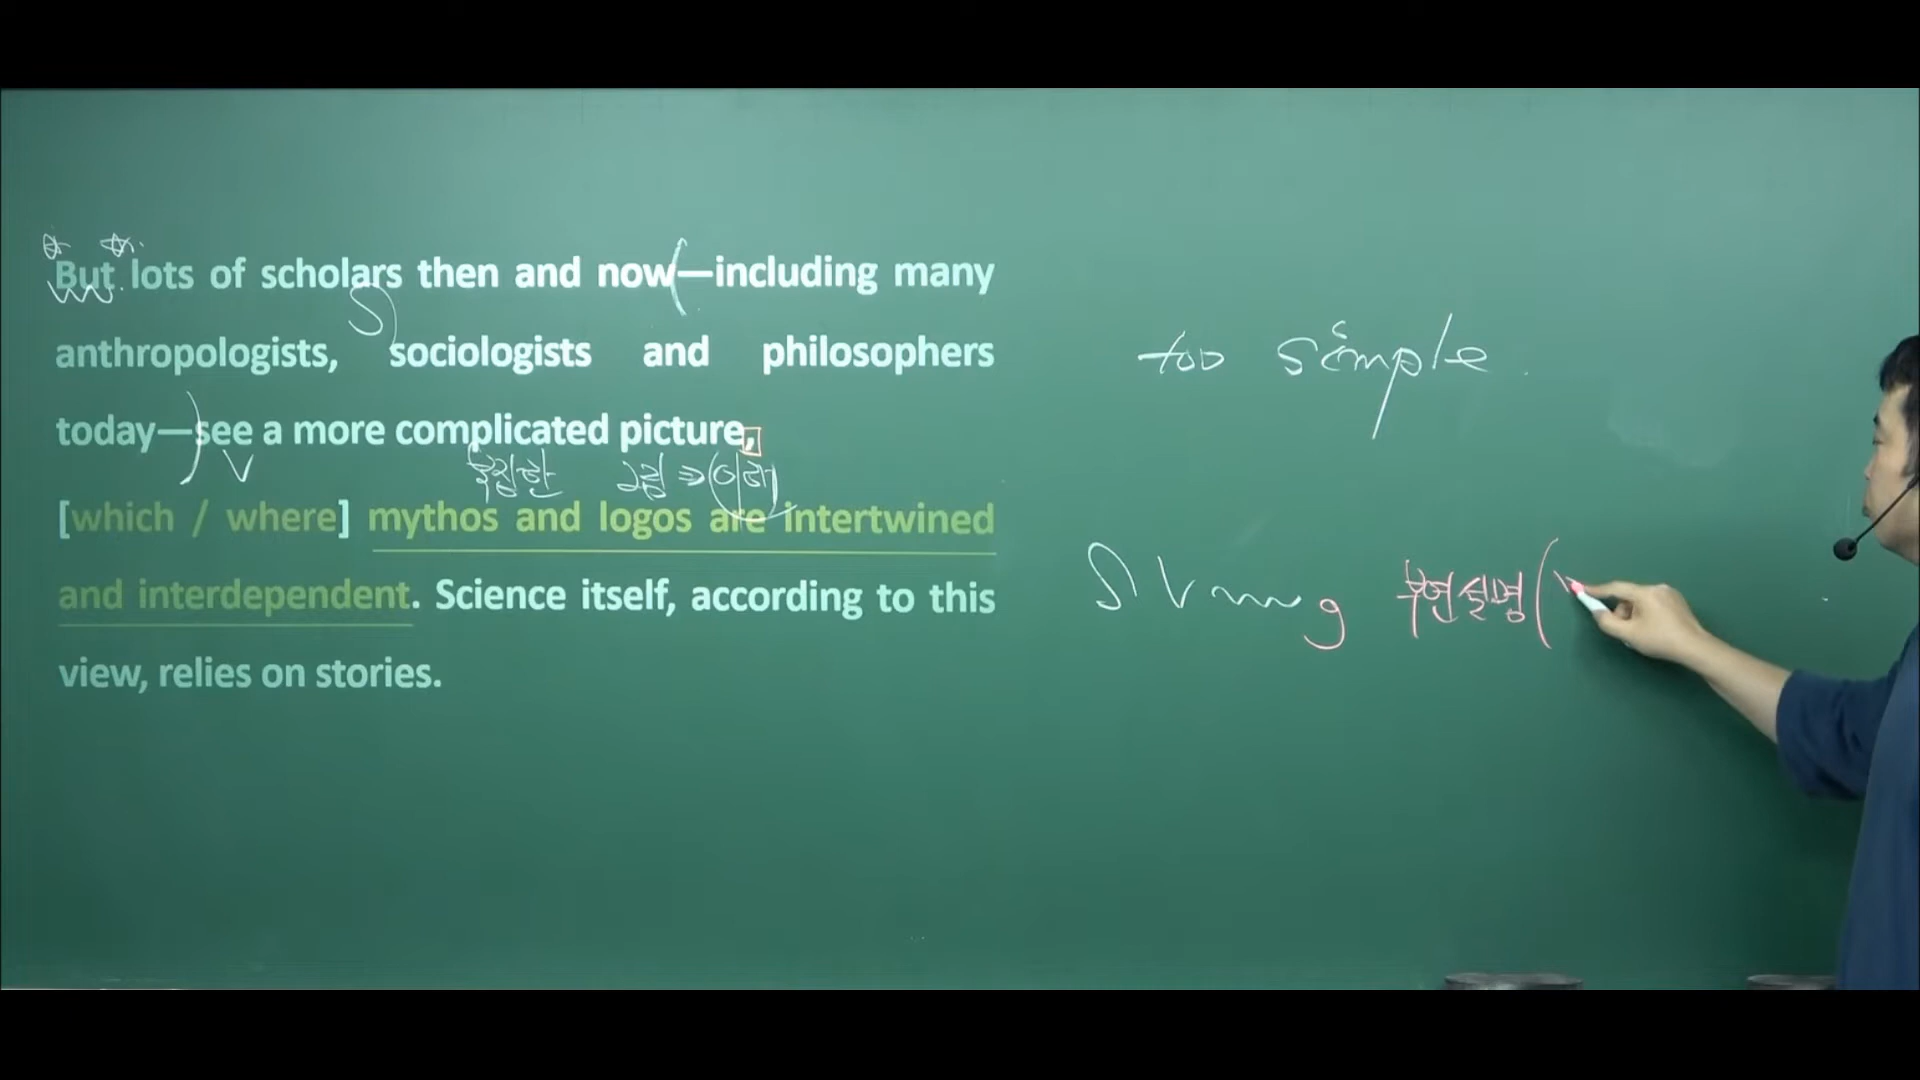 But lots of scholars then and now—including many
anthropologists, sociologists and philosophers
today—see a more complicated picture,
S
V
복잡한 그림 ⇒ (이다)
[which / where] mythos and logos are intertwined
and interdependent. Science itself, according to this
view, relies on stories.
too simple.
S V , 부연설명 (